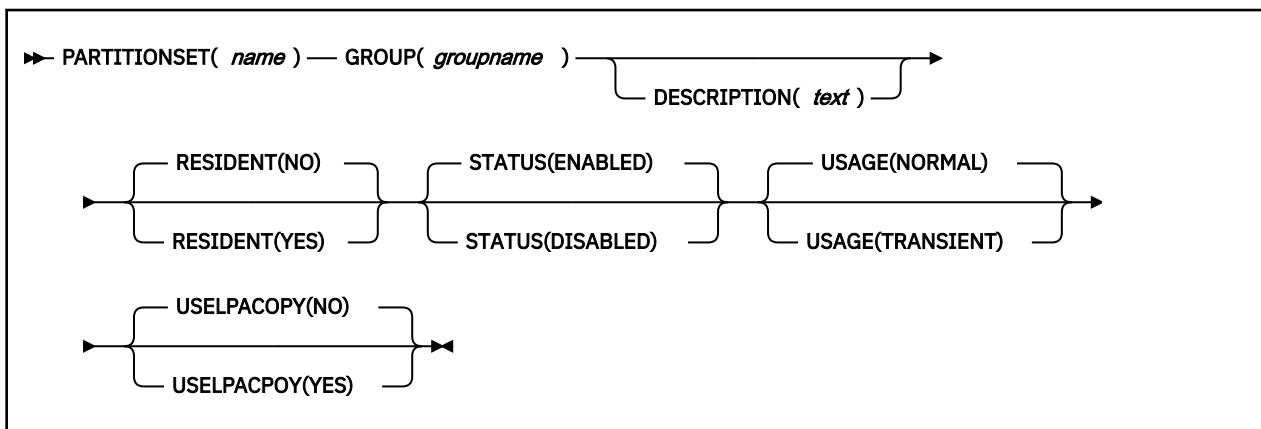 PARTITIONSET( name ) GROUP( groupname )
DESCRIPTION( text )
RESIDENT(NO) STATUS(ENABLED) USAGE(NORMAL)
RESIDENT(YES) STATUS(DISABLED) USAGE(TRANSIENT)
USELPACOPY(NO)
USELPACPOY(YES)